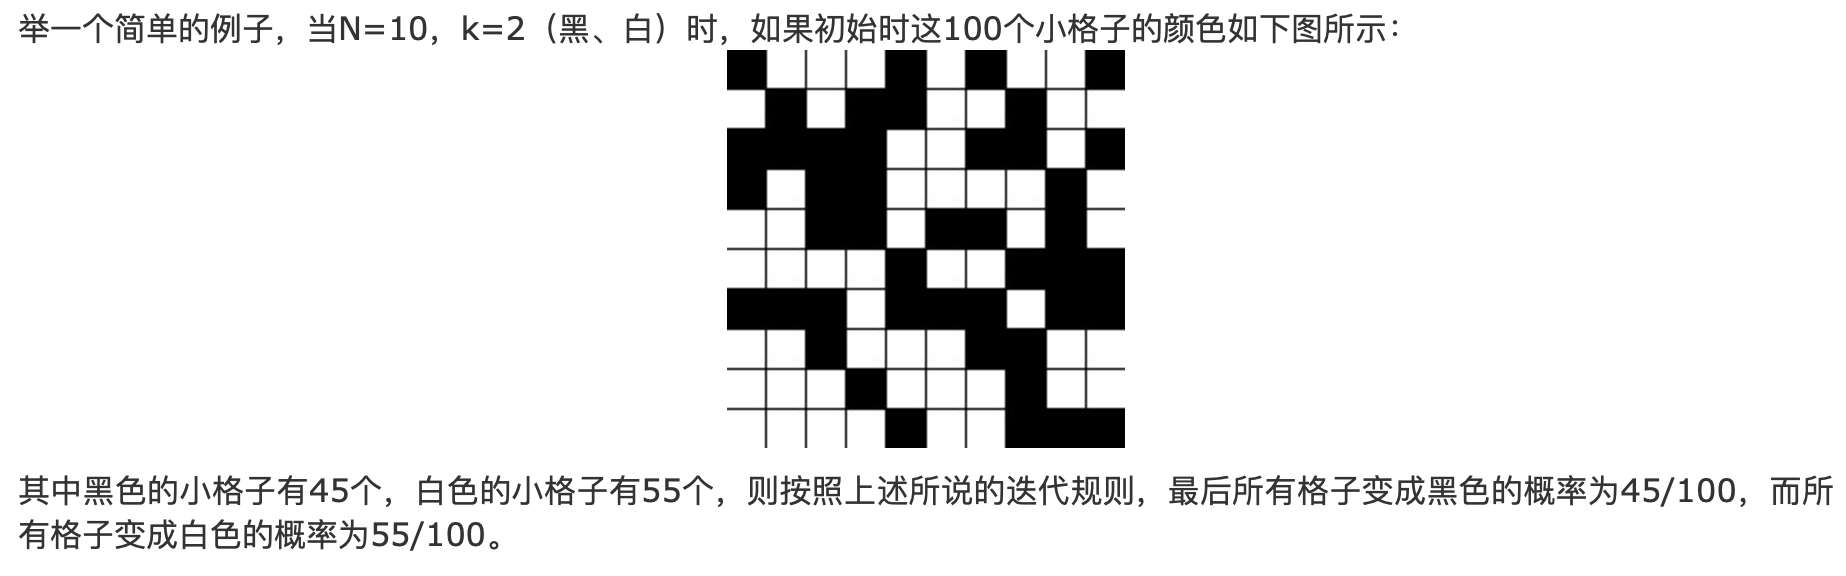 举一个简单的例子，当N=10，k=2（黑、白）时，如果初始时这100个小格子的颜色如下图所示：
其中黑色的小格子有45个，白色的小格子有55个，则按照上述所说的迭代规则，最后所有格子变成黑色的概率为45/100，而所
有格子变成白色的概率为55/100。